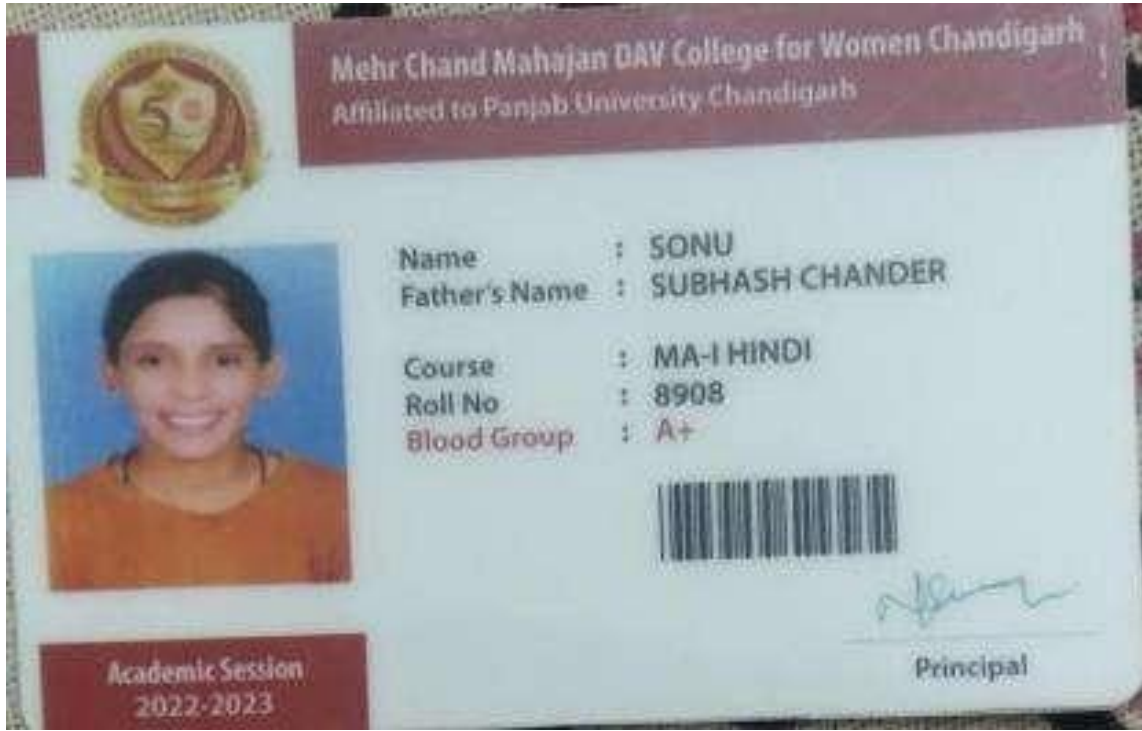 Mehr Chand Mahajan DAV College for Women Chandigarh
Affiliated to Panjab University Chandigarh
50
Name : SONU
Father's Name : SUBHASH CHANDER
Course : MA-I HINDI
Roll No : 8908
Blood Group : A+
Principal
Academic Session
2022-2023